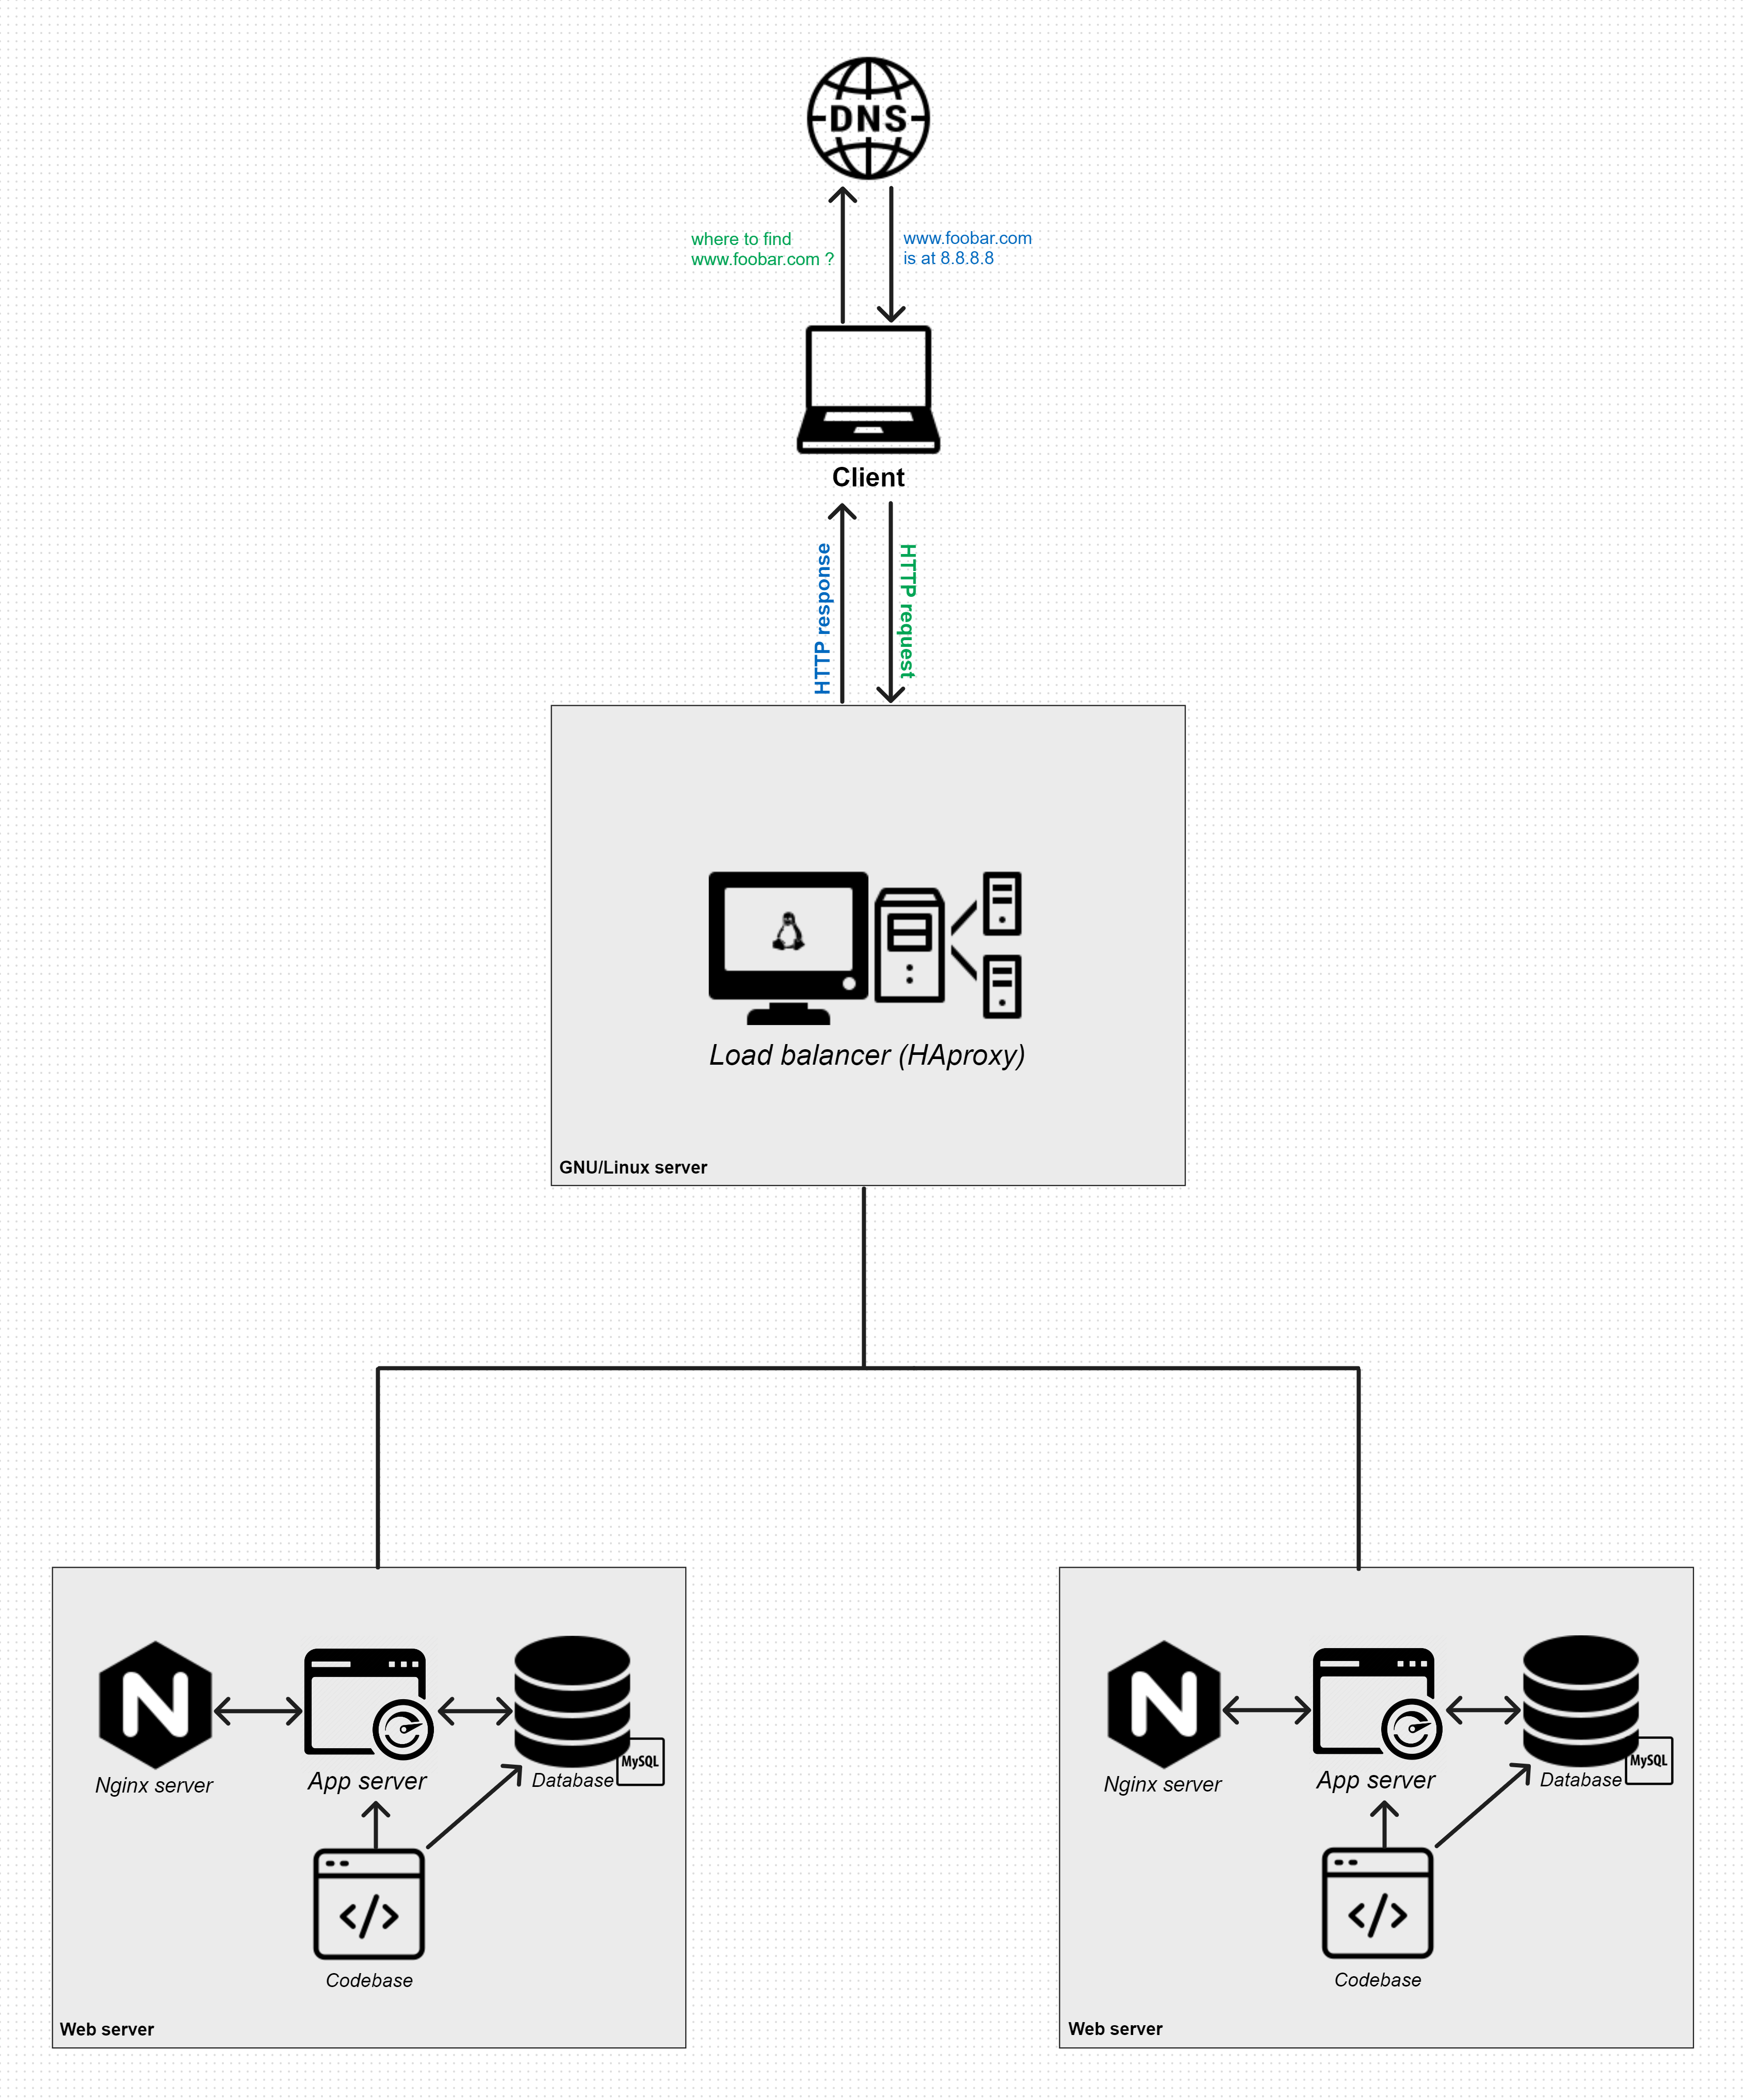 DNS
where to find
www.foobar.com ?
www.foobar.com
is at 8.8.8.8
Client
HTTP response
HTTP request
Load balancer (HAproxy)
GNU/Linux server
N
Nginx server
App server
Database
MySQL
</>
Codebase
Web server
N
Nginx server
App server
Database
MySQL
</>
Codebase
Web server